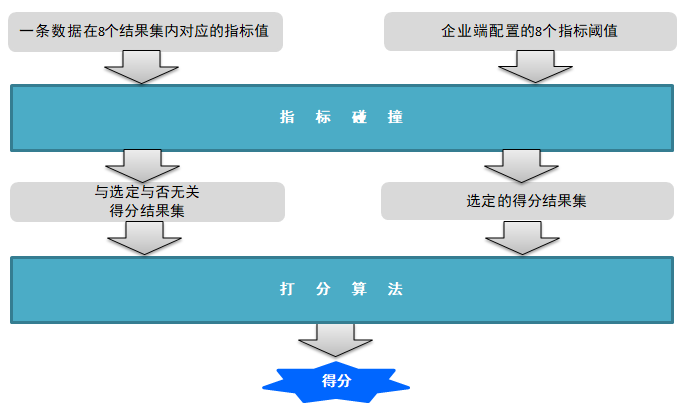 一条数据在8个结果集内对应的指标值
企业端配置的8个指标阈值
指 标 碰 撞
与选定与否无关
得分结果集
选定的得分结果集
打 分 算 法
得分